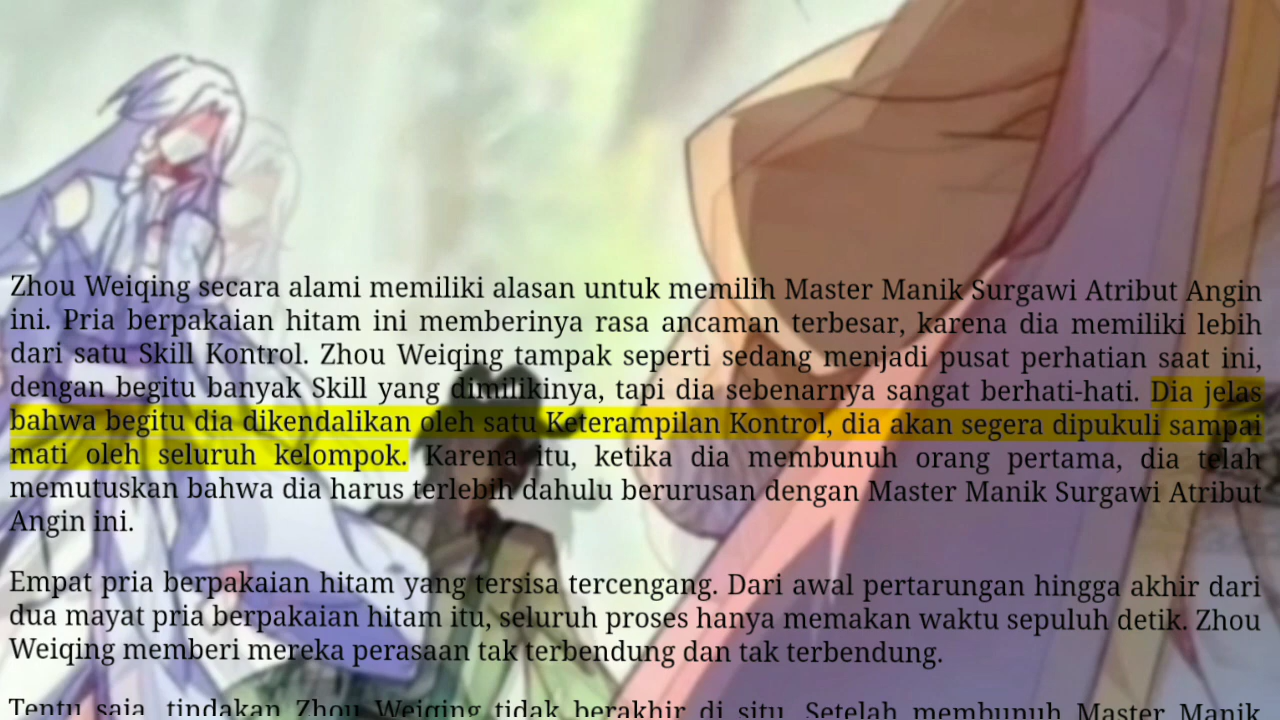 Zhou Weiqing secara alami memiliki alasan untuk memilih Master Manik Surgawi Atribut Angin
ini. Pria berpakaian hitam ini memberinya rasa ancaman terbesar, karena dia memiliki lebih
dari satu Skill Kontrol. Zhou Weiqing tampak seperti sedang menjadi pusat perhatian saat ini,
dengan begitu banyak Skill yang dimilikinya, tapi dia sebenarnya sangat berhati-hati. Dia jelas
bahwa begitu dia dikendalikan oleh satu Keterampilan Kontrol, dia akan segera dipukuli sampai
mati oleh seluruh kelompok. Karena itu, ketika dia membunuh orang pertama, dia telah
memutuskan bahwa dia harus terlebih dahulu berurusan dengan Master Manik Surgawi Atribut
Angin ini.
Empat pria berpakaian hitam yang tersisa tercengang. Dari awal pertarungan hingga akhir dari
dua mayat pria berpakaian hitam itu, seluruh proses hanya memakan waktu sepuluh detik. Zhou
Weiqing memberi mereka perasaan tak terbendung dan tak terbendung.
Tentu saja, tindakan Zhou Weiqing tidak berakhir di situ. Setelah membunuh Master Manik